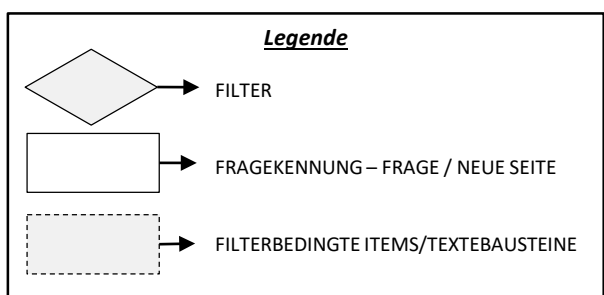 Legende
FILTER
FRAGEKENNUNG – FRAGE / NEUE SEITE
FILTERBEDINGTE ITEMS/TEXTEBAUSTEINE